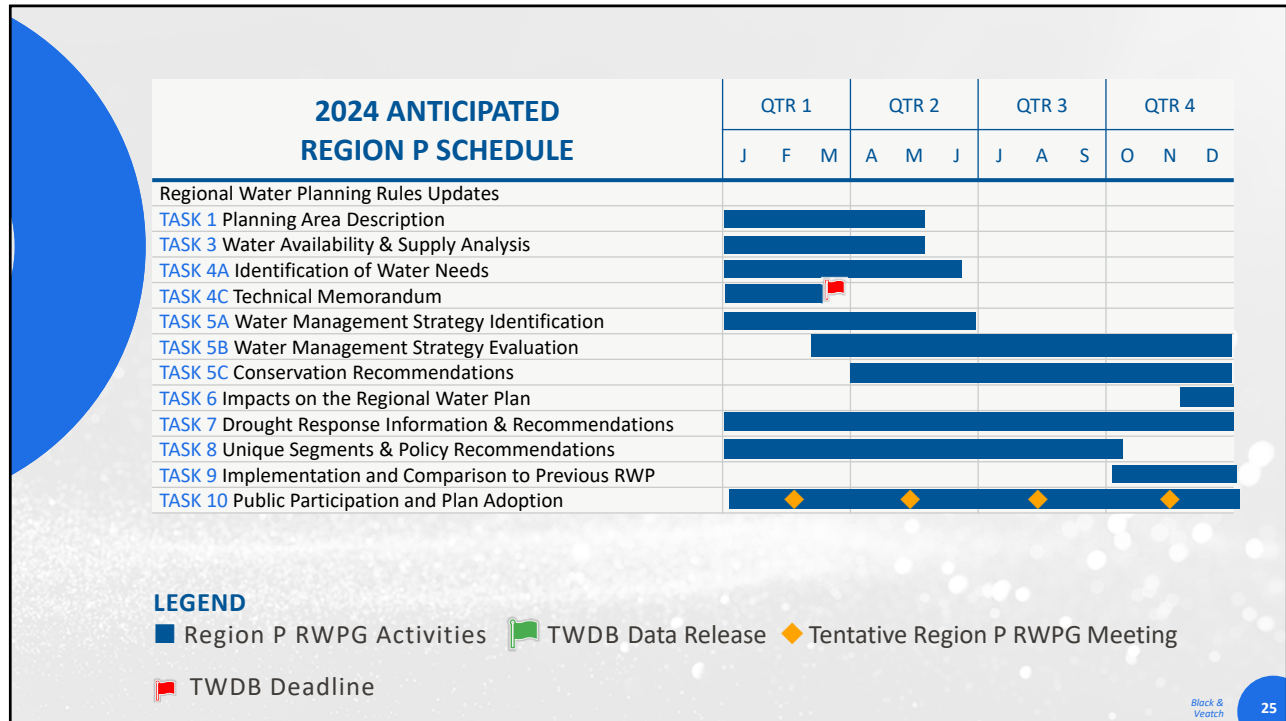 2024 ANTICIPATED
REGION P SCHEDULE
QTR 1 QTR 2 QTR 3 QTR 4
J F M A M J J A S O N D
Regional Water Planning Rules Updates
TASK 1 Planning Area Description
TASK 3 Water Availability & Supply Analysis
TASK 4A Identification of Water Needs
TASK 4C Technical Memorandum
TASK 5A Water Management Strategy Identification
TASK 5B Water Management Strategy Evaluation
TASK 5C Conservation Recommendations
TASK 6 Impacts on the Regional Water Plan
TASK 7 Drought Response Information & Recommendations
TASK 8 Unique Segments & Policy Recommendations
TASK 9 Implementation and Comparison to Previous RWP
TASK 10 Public Participation and Plan Adoption
LEGEND
Region P RWPG Activities TWDB Data Release Tentative Region P RWPG Meeting
TWDB Deadline
Black &
Veatch
25